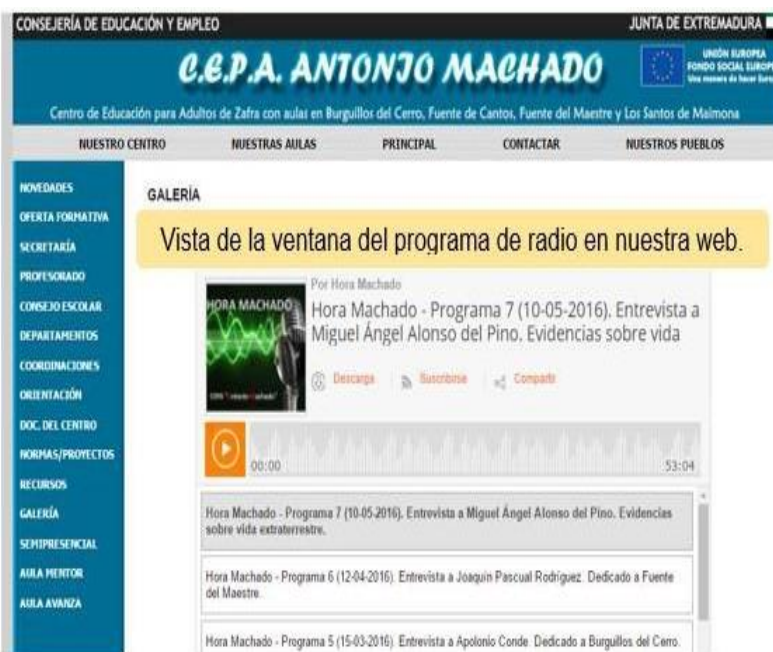 CONSEJERÍA DE EDUCACIÓN Y EMPLEO
JUNTA DE EXTREMADURA
C.E.P.A. ANTONIO MACHADO
UNIÓN EUROPEA
FONDO SOCIAL EUROPE
Una manera de hacer Euro
Centro de Educación para Adultos de Zafra con aulas en Burguillos del Cerro, Fuente de Cantos, Fuente del Maestre y Los Santos de Maimona
NUESTRO CENTRO
NUESTRAS AULAS
PRINCIPAL
CONTACTAR
NUESTROS PUEBLOS
NOVEDADES
OFERTA FORMATIVA
SECRETARÍA
PROFESORADO
CONSEJO ESCOLAR
DEPARTAMENTOS
COORDINACIONES
ORIENTACIÓN
DOC. DEL CENTRO
NORMAS/PROYECTOS
RECURSOS
GALERÍA
SEMIPRESENCIAL
AULA MENTOR
AULA AVANZA
GALERÍA
Vista de la ventana del programa de radio en nuestra web.
HORA MACHADO
Por Hora Machado
Hora Machado - Programa 7 (10-05-2016). Entrevista a
Miguel Ángel Alonso del Pino. Evidencias sobre vida
Descarga
Suscribirse
Compartir
00:00
53:04
Hora Machado - Programa 7 (10-05-2016). Entrevista a Miguel Ángel Alonso del Pino. Evidencias
sobre vida extraterrestre.
Hora Machado - Programa 6 (12-04-2016). Entrevista a Joaquín Pascual Rodríguez. Dedicado a Fuente
del Maestre.
Hora Machado - Programa 5 (15-03-2016). Entrevista a Apolonio Conde. Dedicado a Burguillos del Cerro.